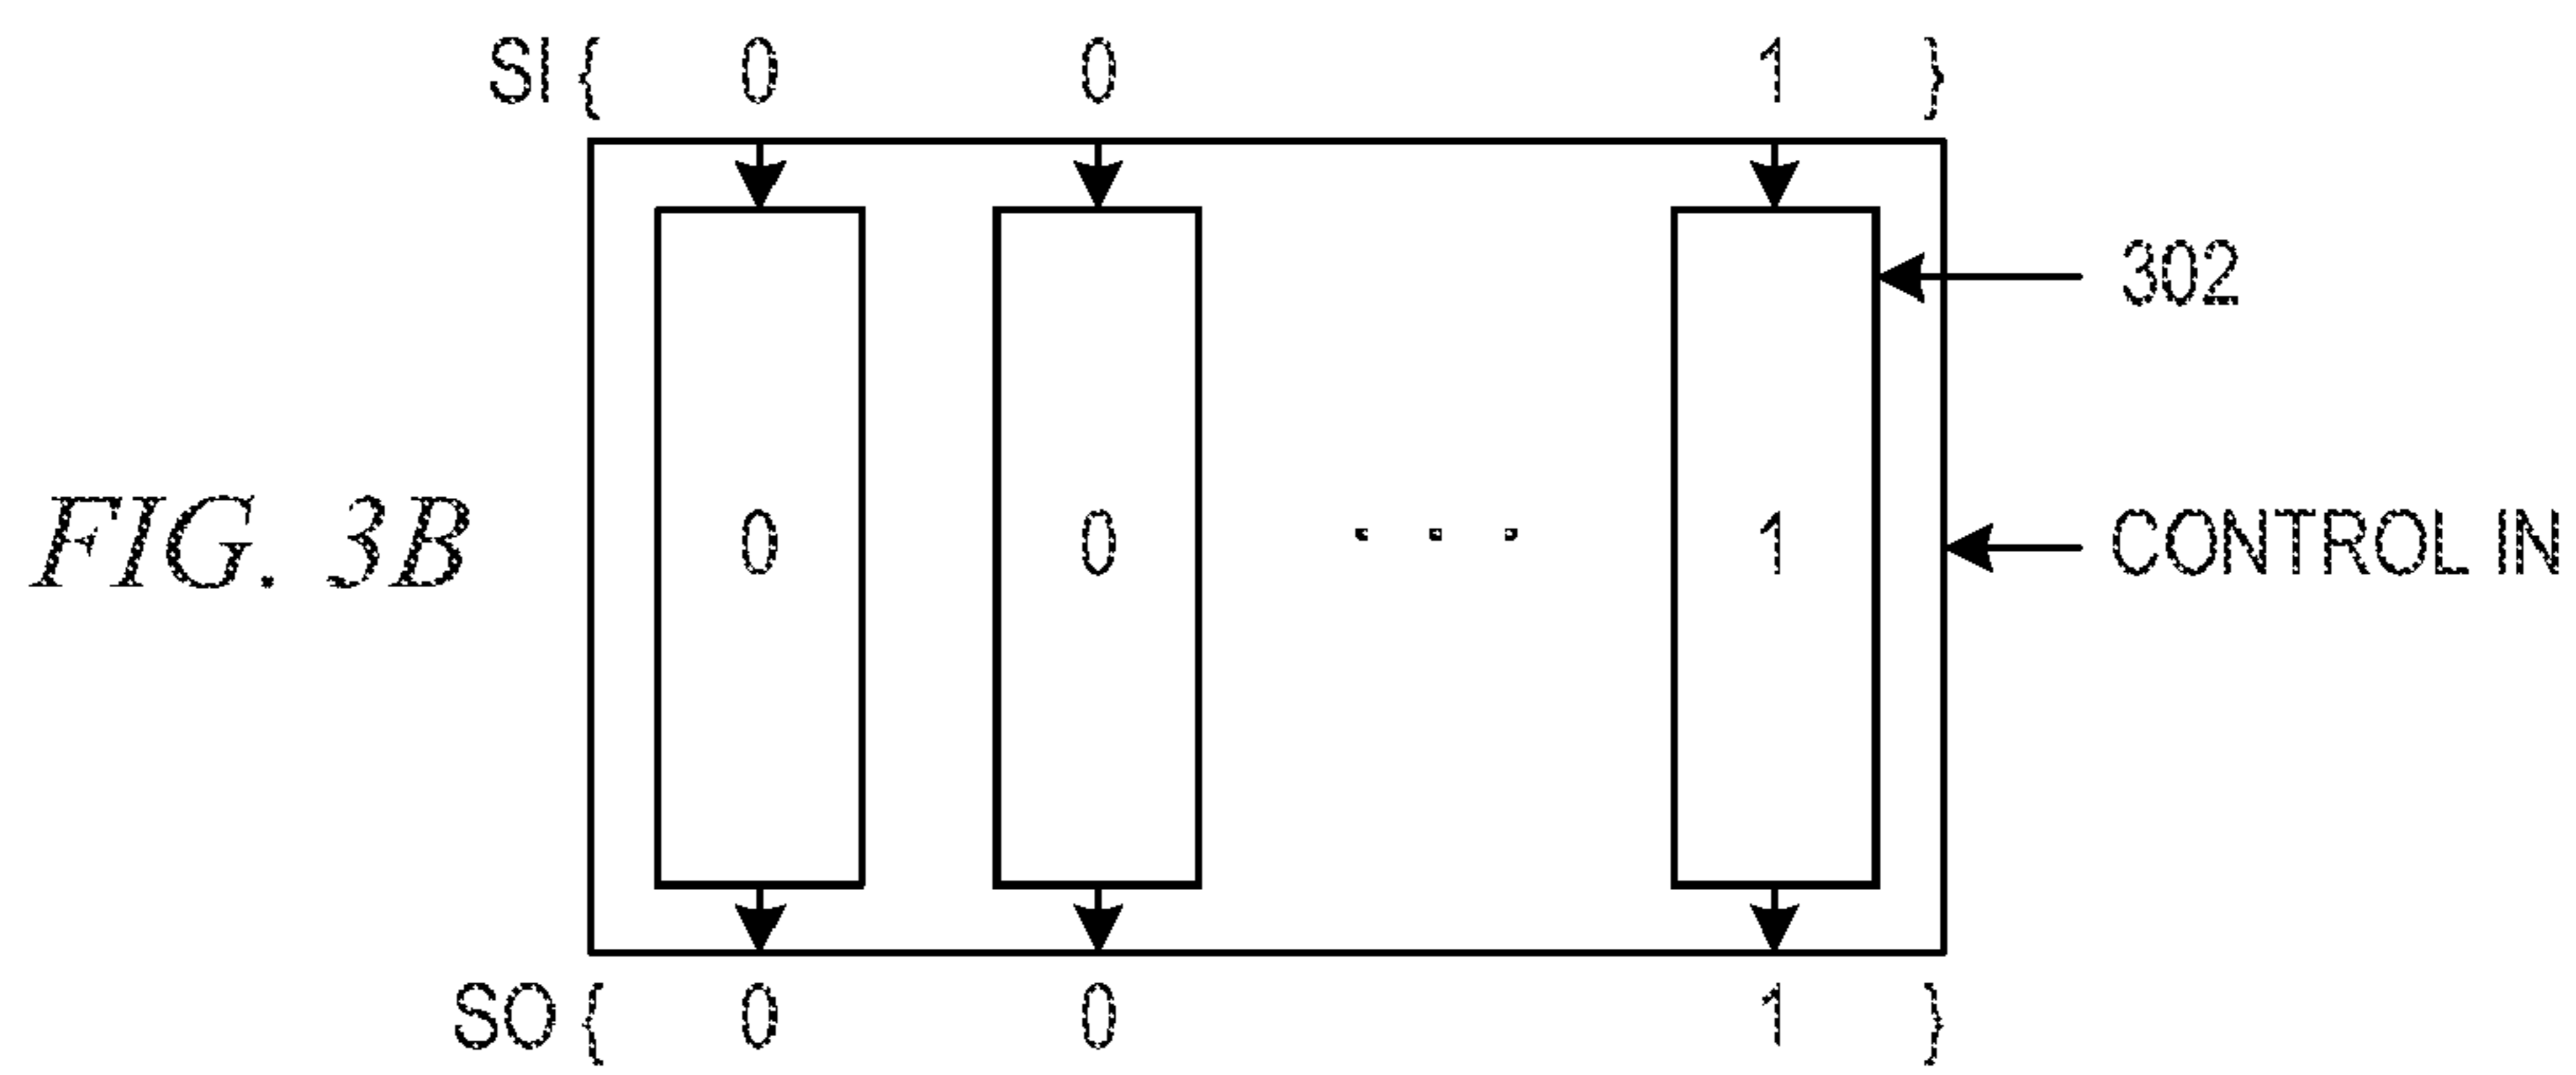 SI { 0 0 1 }
302
FIG. 3B 0 0 . . . 1 CONTROL IN
SO { 0 0 1 }